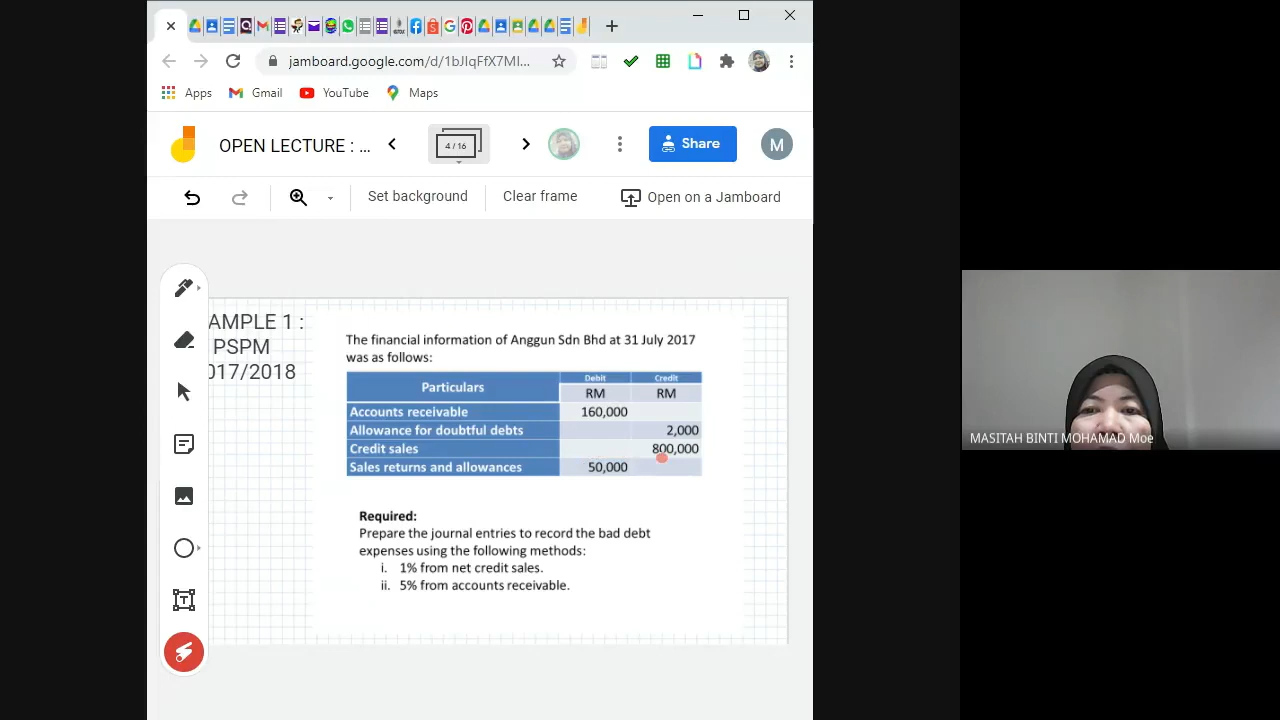 jamboard.google.com/d/1bJIqFfX7MI...
Apps
Gmail
YouTube
Maps
OPEN LECTURE : ...
4 / 16
Share
M
Set background
Clear frame
Open on a Jamboard
AMPLE 1 :
PSPM
017/2018
The financial information of Anggun Sdn Bhd at 31 July 2017
was as follows:
Particulars Debit Credit
RM RM
Accounts receivable 160,000
Allowance for doubtful debts 2,000
Credit sales 800,000
Sales returns and allowances 50,000
Required:
Prepare the journal entries to record the bad debt
expenses using the following methods:
i. 1% from net credit sales.
ii. 5% from accounts receivable.
MASITAH BINTI MOHAMAD Moe